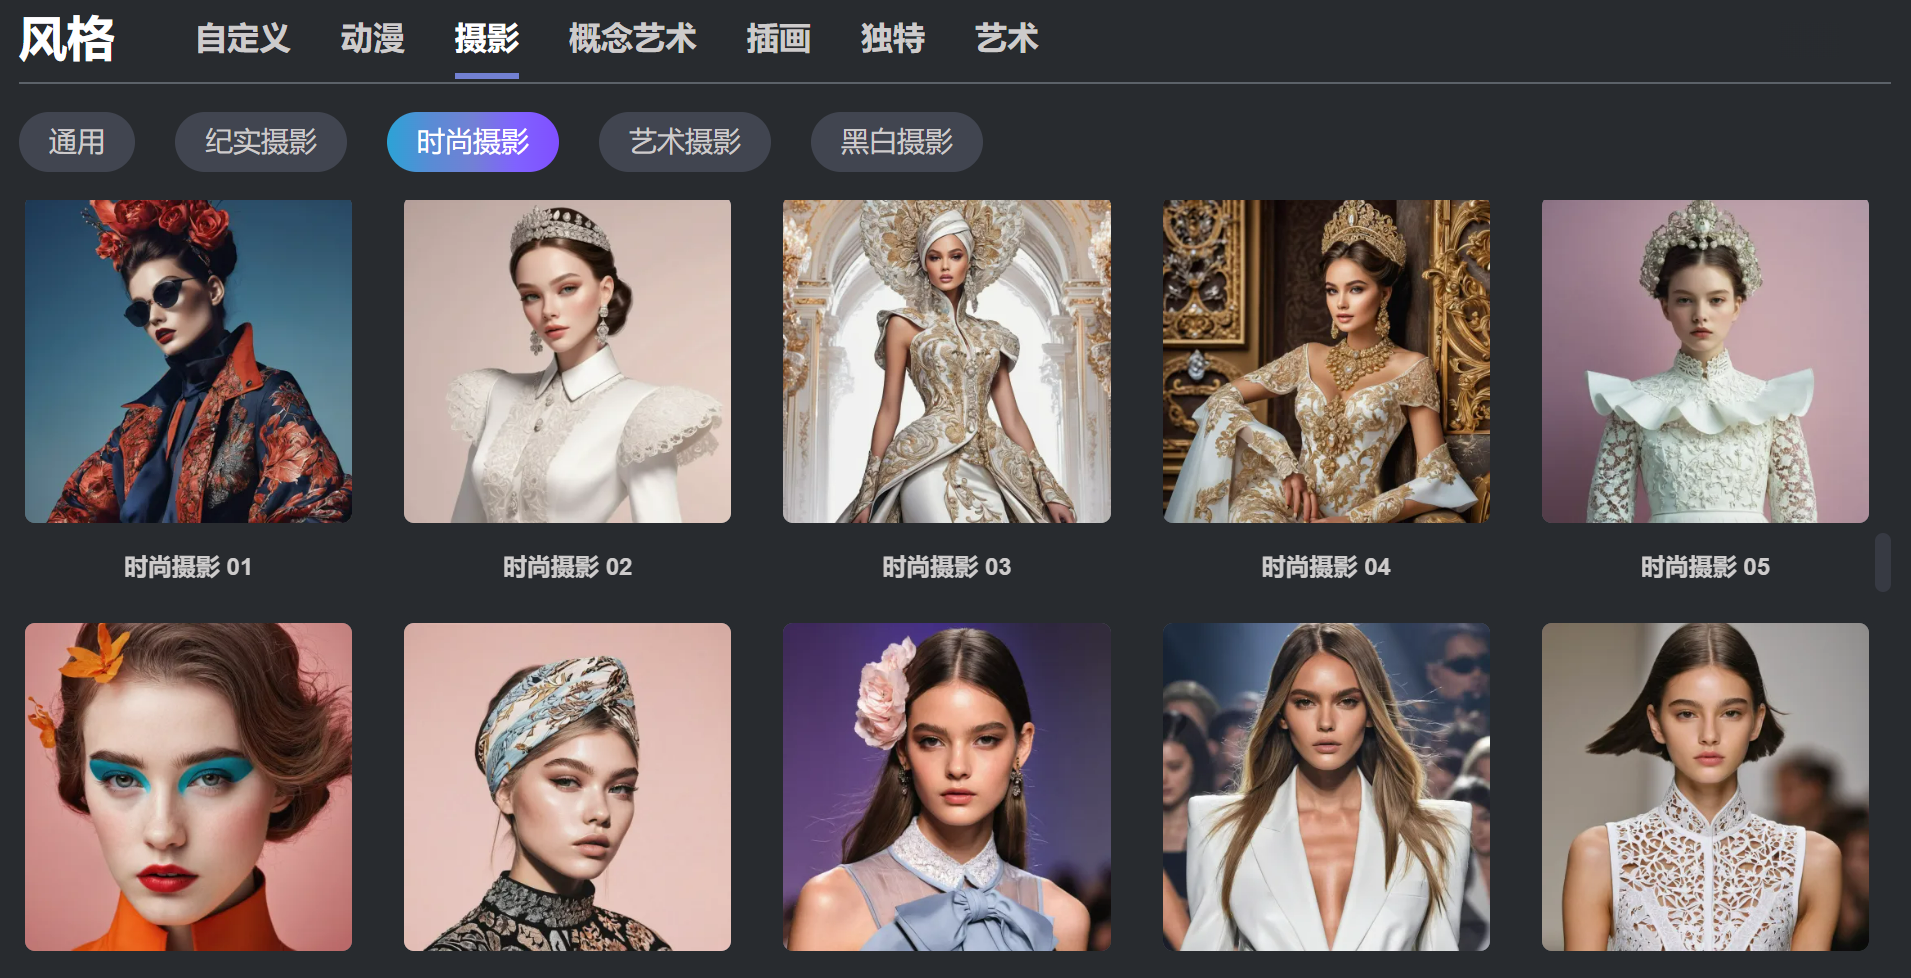 风格 自定义 动漫 摄影 概念艺术 插画 独特 艺术
通用 纪实摄影 时尚摄影 艺术摄影 黑白摄影
时尚摄影 01 时尚摄影 02 时尚摄影 03 时尚摄影 04 时尚摄影 05